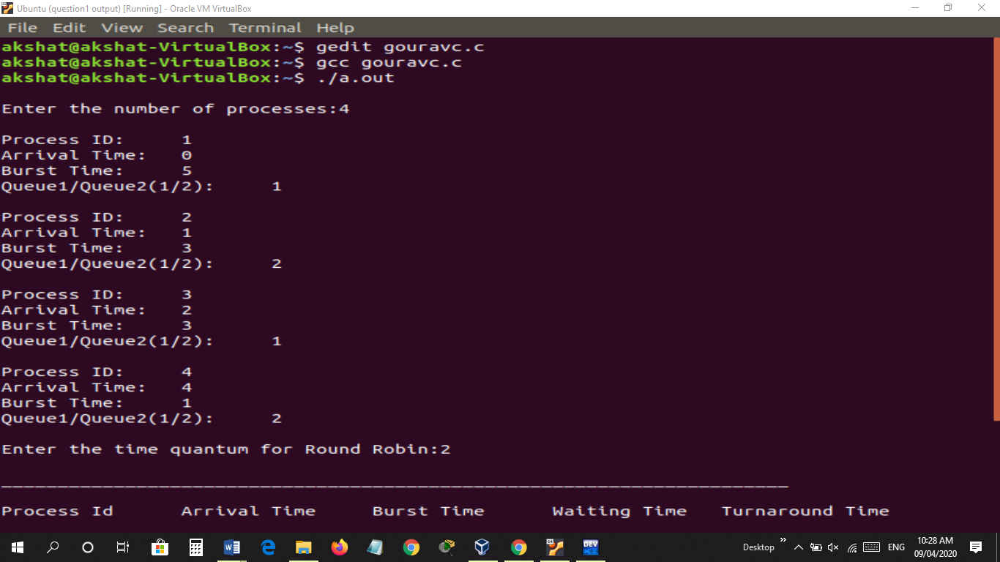 Ubuntu (question1 output) [Running] - Oracle VM VirtualBox
File Edit View Search Terminal Help
akshat@akshat-VirtualBox:~$ gedit gouravc.c
akshat@akshat-VirtualBox:~$ gcc gouravc.c
akshat@akshat-VirtualBox:~$ ./a.out
Enter the number of processes:4
Process ID: 1
Arrival Time: 0
Burst Time: 5
Queue1/Queue2(1/2): 1
Process ID: 2
Arrival Time: 1
Burst Time: 3
Queue1/Queue2(1/2): 2
Process ID: 3
Arrival Time: 2
Burst Time: 3
Queue1/Queue2(1/2): 1
Process ID: 4
Arrival Time: 4
Burst Time: 1
Queue1/Queue2(1/2): 2
Enter the time quantum for Round Robin:2
______________________________________________________________________
Process Id Arrival Time Burst Time Waiting Time Turnaround Time
Desktop » ENG 10:28 AM
09/04/2020
DEV